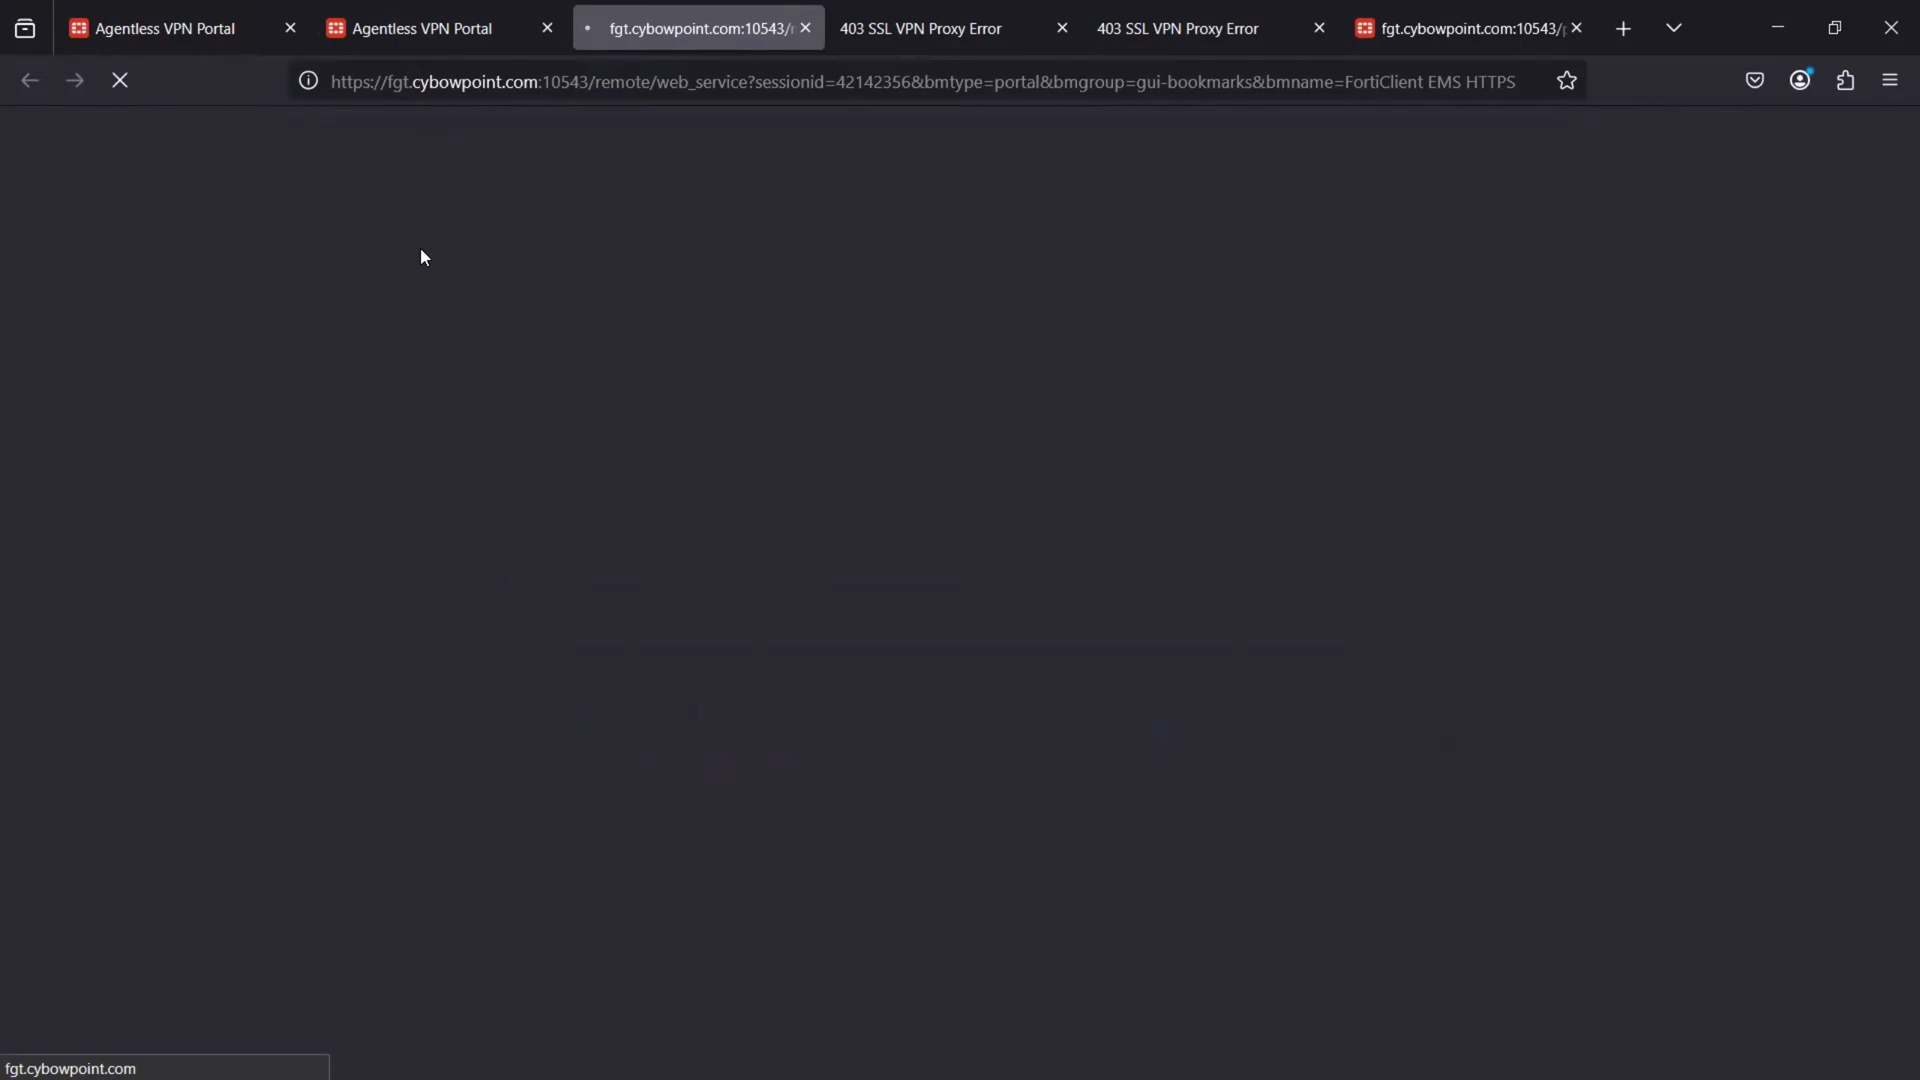 Agentless VPN Portal
Agentless VPN Portal
fgt.cybowpoint.com:10543/r
403 SSL VPN Proxy Error
403 SSL VPN Proxy Error
fgt.cybowpoint.com:10543/p
https://fgt.cybowpoint.com:10543/remote/web_service?sessionid=42142356&bmtype=portal&bmgroup=gui-bookmarks&bmname=FortiClient EMS HTTPS
fgt.cybowpoint.com